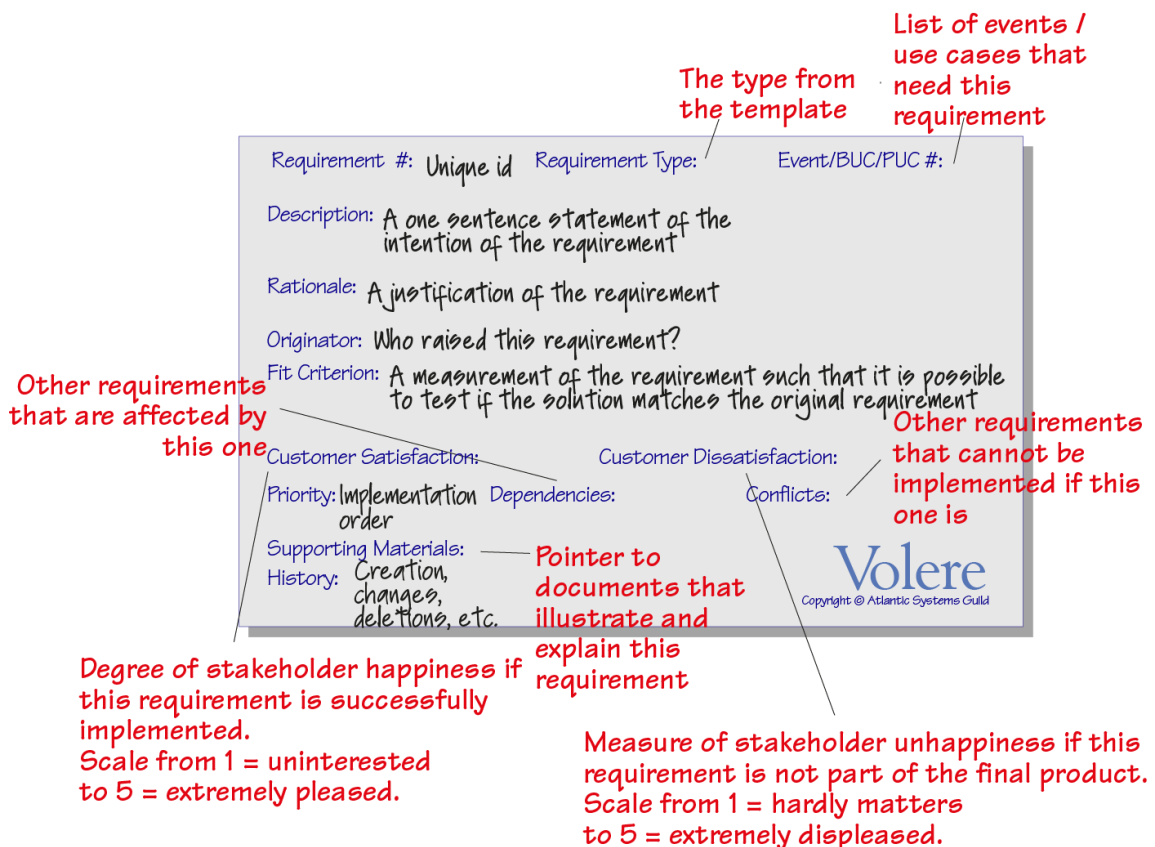 List of events /
use cases that
need this
requirement
The type from
the template
Requirement #: Unique id Requirement Type: Event/BUC/PUC #:
Description: A one sentence statement of the
intention of the requirement
Rationale: A justification of the requirement
Originator: Who raised this requirement?
Fit Criterion: A measurement of the requirement such that it is possible
to test if the solution matches the original requirement
Other requirements
that are affected by
this one
Other requirements
that cannot be
implemented if this
one is
Customer Satisfaction: Customer Dissatisfaction:
Priority: Implementation
order
Dependencies: Conflicts:
Supporting Materials:
History: Creation,
changes,
deletions, etc.
Pointer to
documents that
illustrate and
explain this
requirement
Volere
Copyright © Atlantic Systems Guild
Degree of stakeholder happiness if
this requirement is successfully
implemented.
Scale from 1 = uninterested
to 5 = extremely pleased.
Measure of stakeholder unhappiness if this
requirement is not part of the final product.
Scale from 1 = hardly matters
to 5 = extremely displeased.